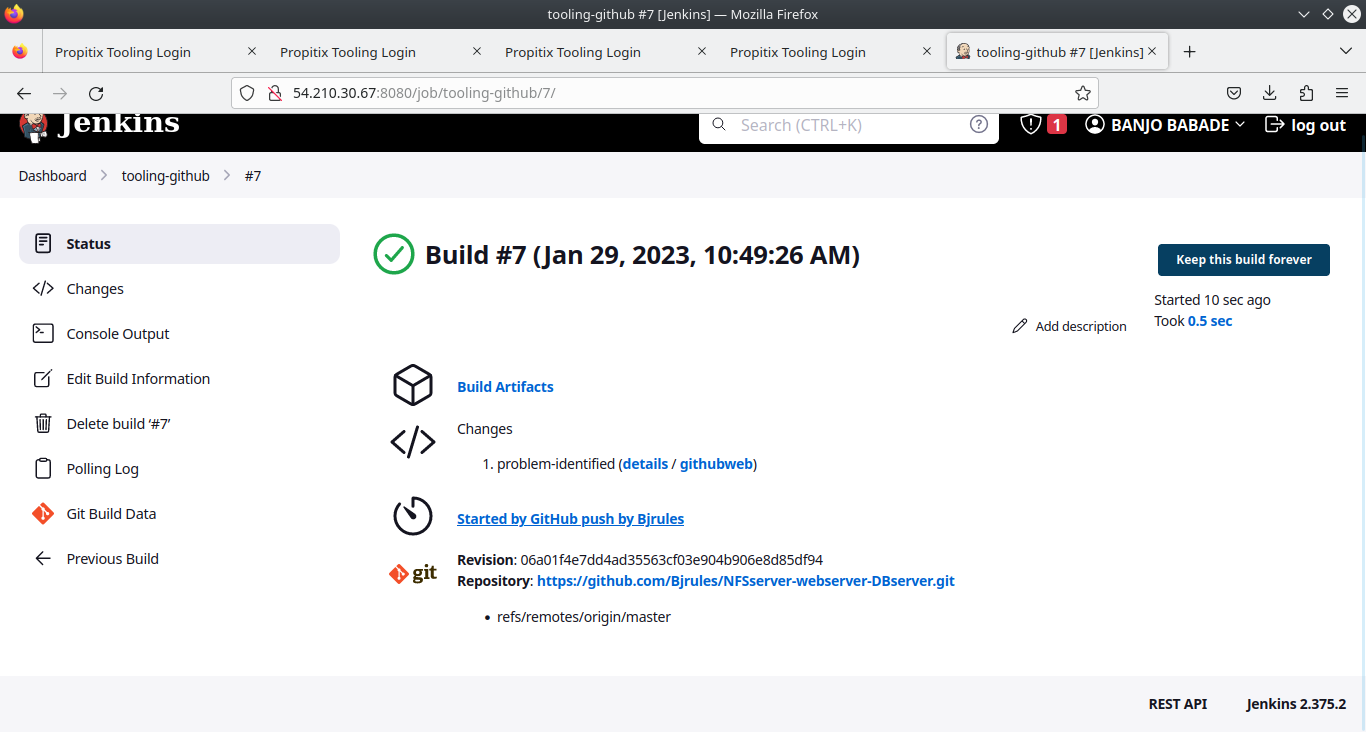 tooling-github #7 [Jenkins] — Mozilla Firefox
Propitix Tooling Login
Propitix Tooling Login
Propitix Tooling Login
Propitix Tooling Login
tooling-github #7 [Jenkins]
54.210.30.67:8080/job/tooling-github/7/
Jenkins
Search (CTRL+K)
1
BANJO BABADE
log out
Dashboard
tooling-github
#7
Status
Changes
Console Output
Edit Build Information
Delete build ‘#7’
Polling Log
Git Build Data
Previous Build
Build #7 (Jan 29, 2023, 10:49:26 AM)
Keep this build forever
Started 10 sec ago
Took 0.5 sec
Add description
Build Artifacts
Changes
1. problem-identified (details / githubweb)
Started by GitHub push by Bjrules
git
Revision: 06a01f4e7dd4ad35563cf03e904b906e8d85df94
Repository: https://github.com/Bjrules/NFSserver-webserver-DBserver.git
• refs/remotes/origin/master
REST API
Jenkins 2.375.2